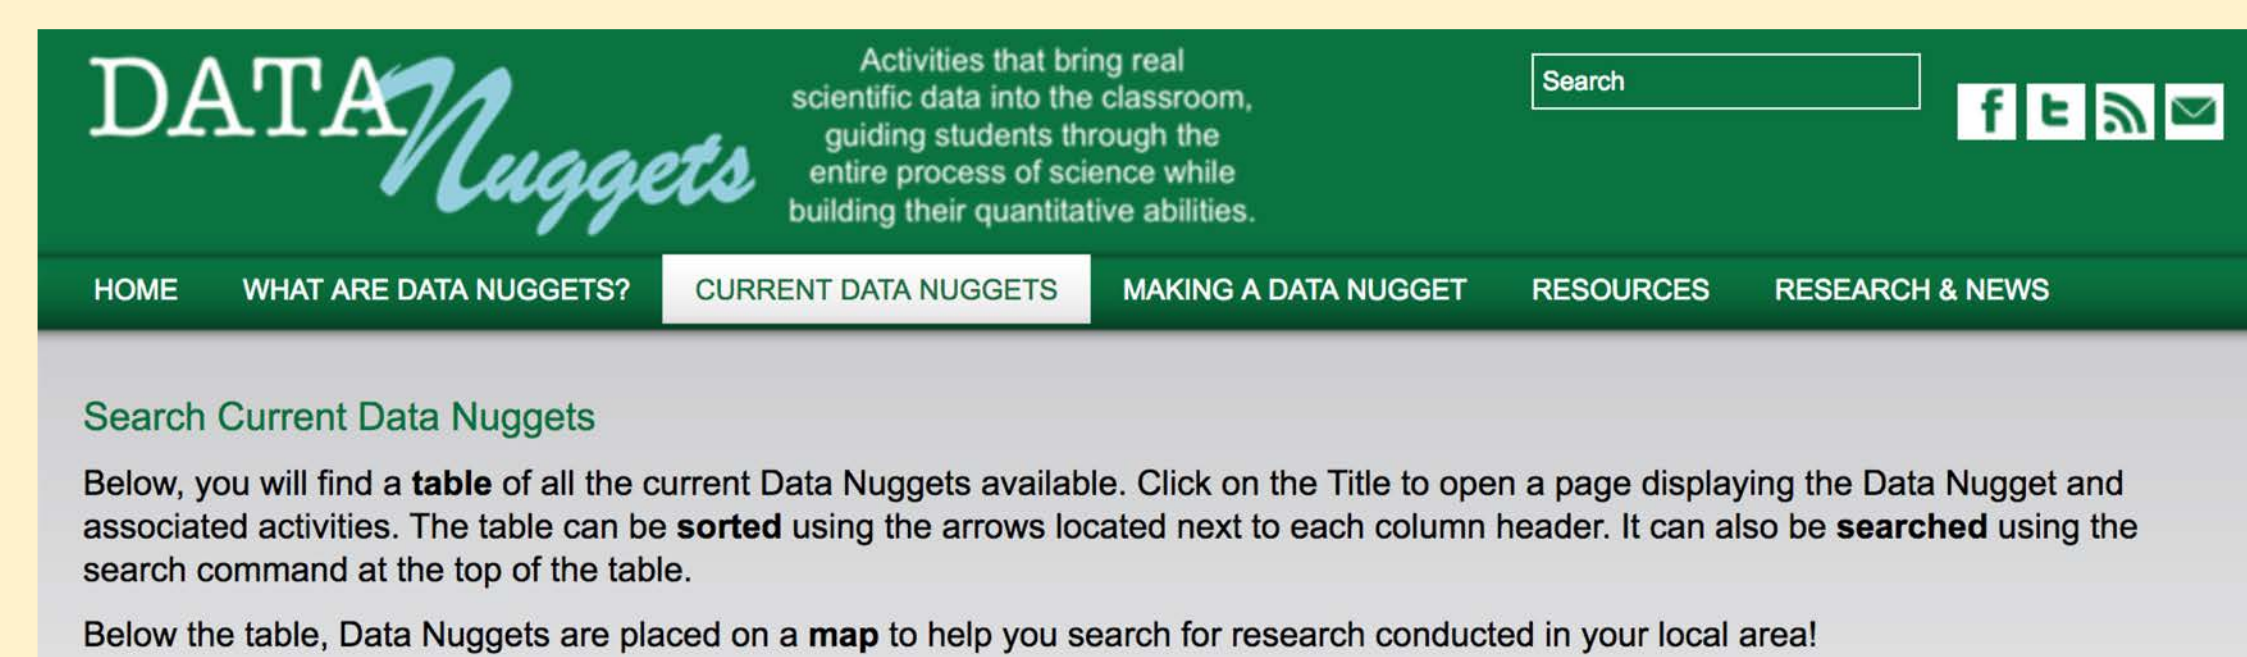 DATA Nuggets
Activities that bring real
scientific data into the classroom,
guiding students through the
entire process of science while
building their quantitative abilities.
Search
HOME WHAT ARE DATA NUGGETS? CURRENT DATA NUGGETS MAKING A DATA NUGGET RESOURCES RESEARCH & NEWS
Search Current Data Nuggets
Below, you will find a table of all the current Data Nuggets available. Click on the Title to open a page displaying the Data Nugget and
associated activities. The table can be sorted using the arrows located next to each column header. It can also be searched using the
search command at the top of the table.
Below the table, Data Nuggets are placed on a map to help you search for research conducted in your local area!